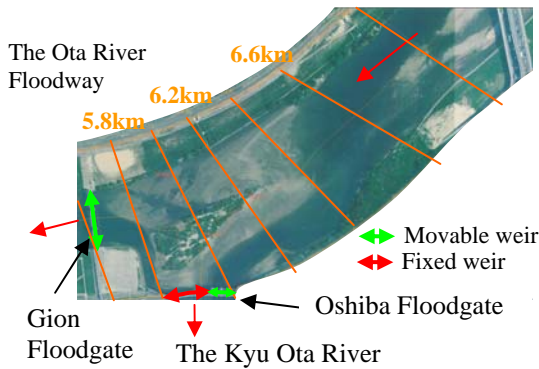 The Ota River
Floodway
6.6km
6.2km
5.8km
Movable weir
Fixed weir
Gion
Floodgate
Oshiba Floodgate
The Kyu Ota River